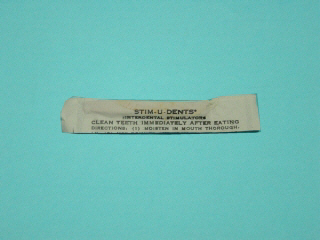 STIM-U-DENTS®
INTERDENTAL STIMULATORS
CLEAN TEETH IMMEDIATELY AFTER EATING
DIRECTIONS: (1) MOISTEN IN MOUTH THOROUGH-